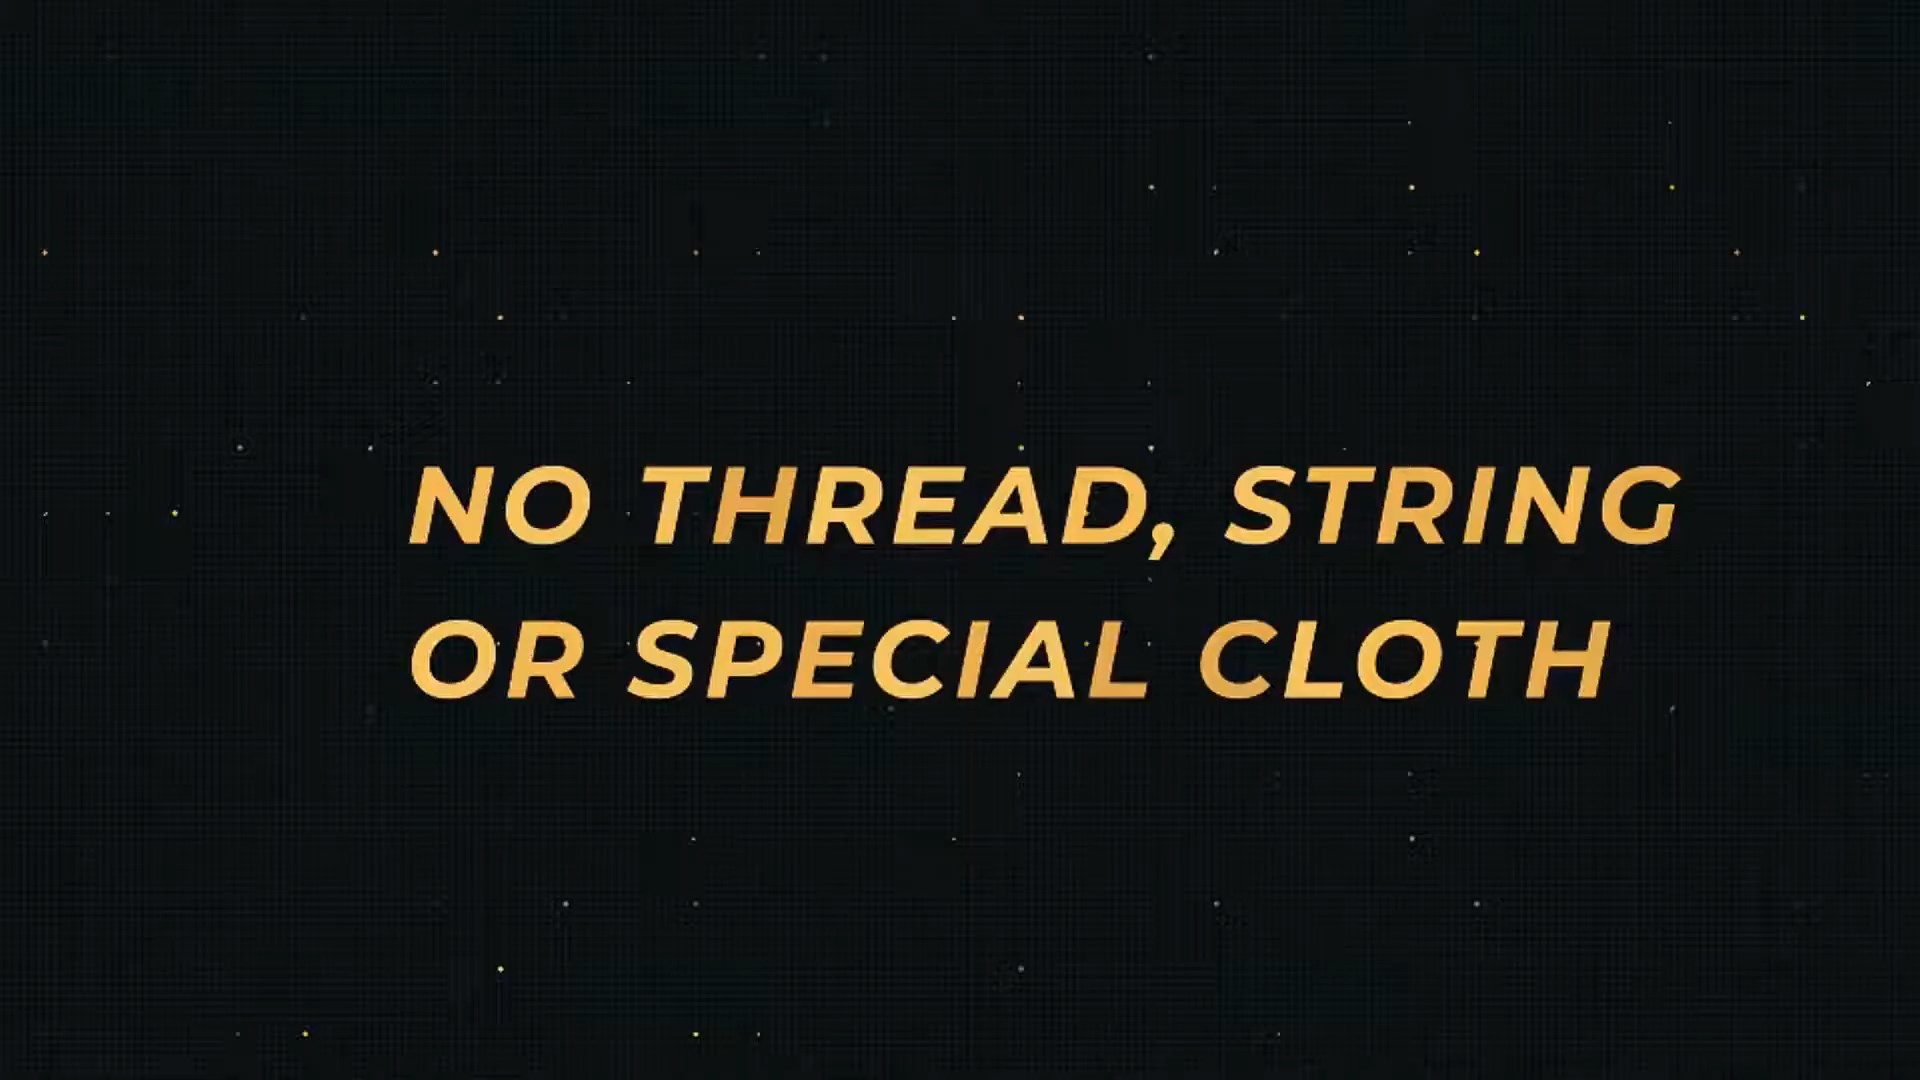 NO THREAD, STRING
OR SPECIAL CLOTH